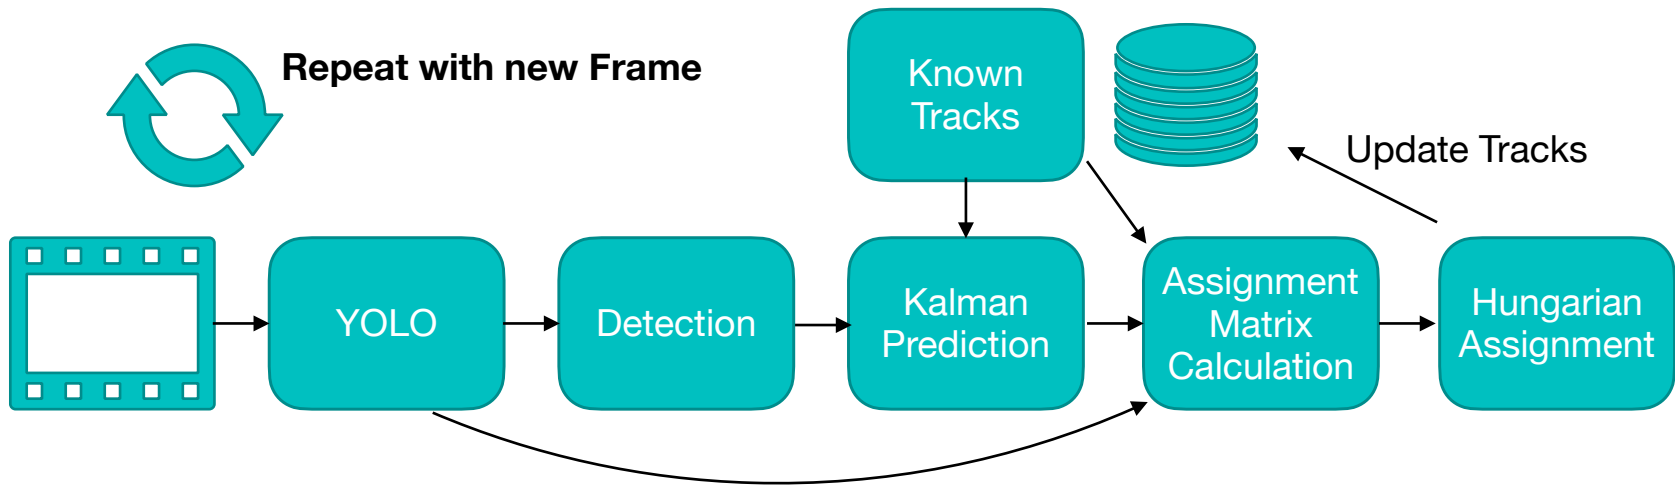 Repeat with new Frame
Known
Tracks
Update Tracks
YOLO
Detection
Kalman
Prediction
Assignment
Matrix
Calculation
Hungarian
Assignment